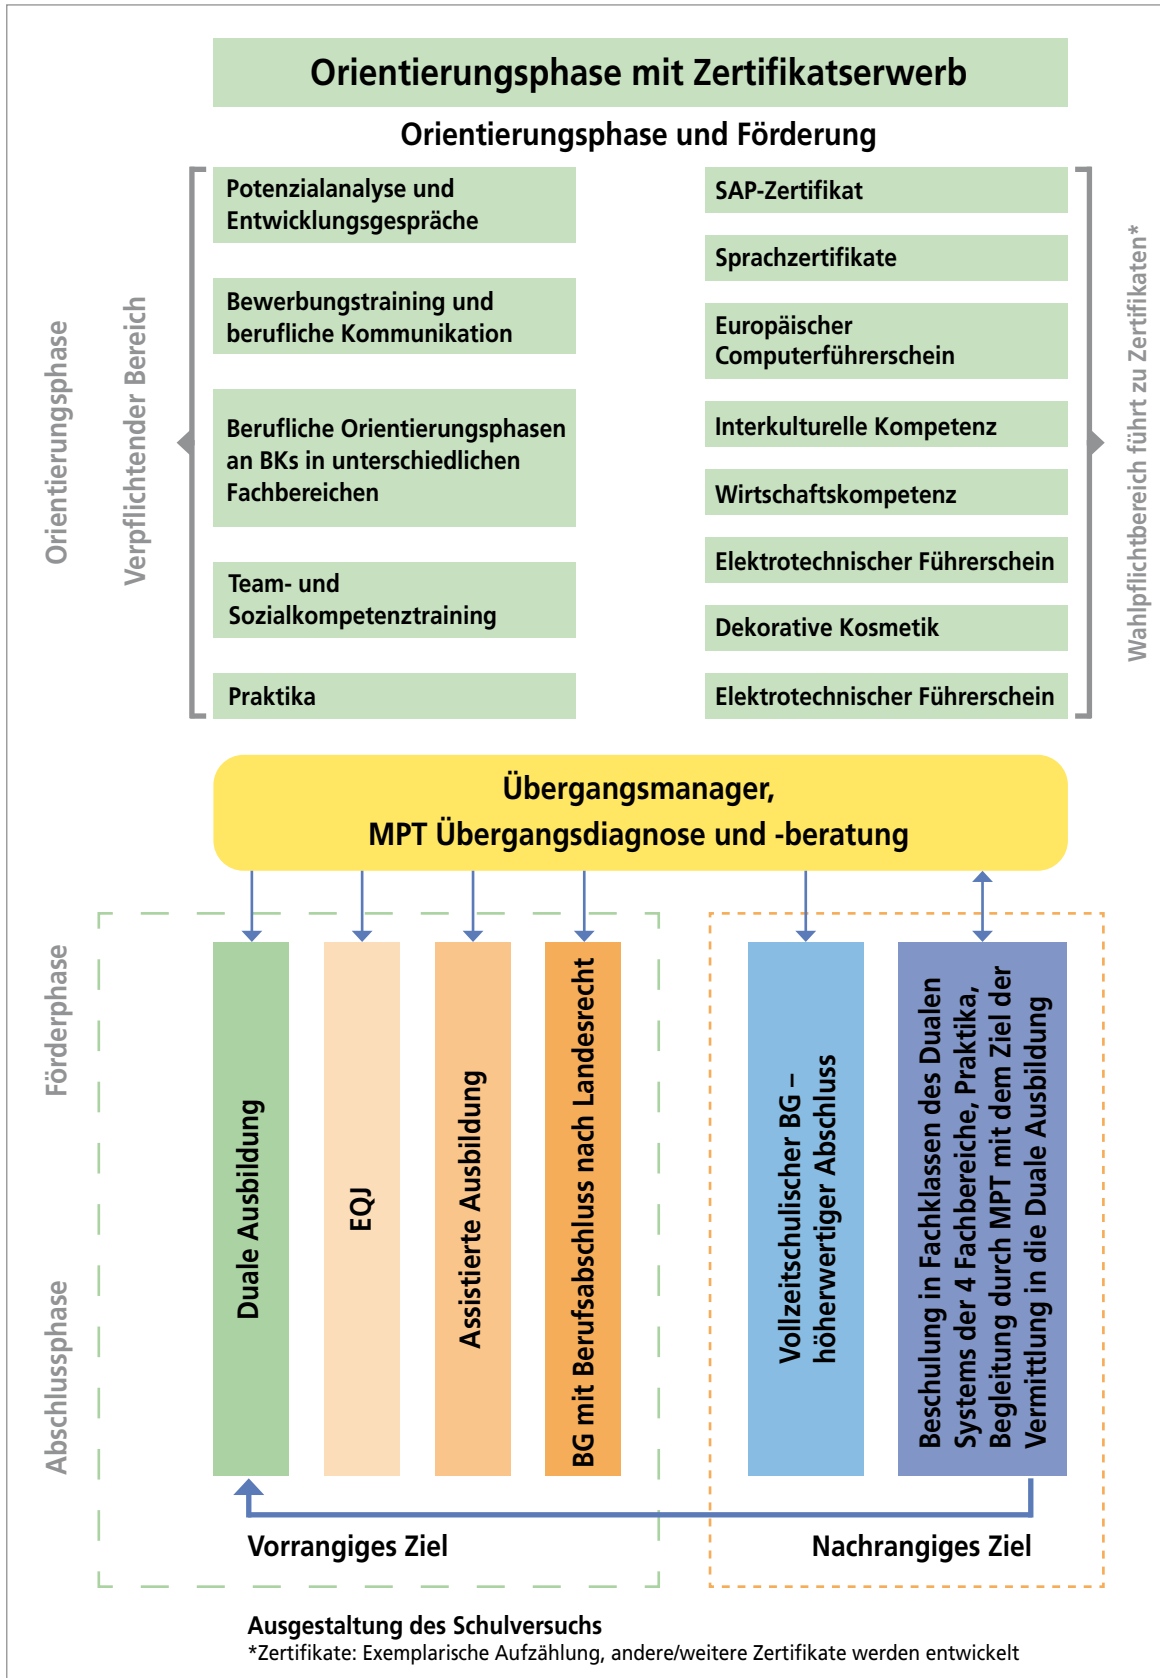 Orientierungsphase mit Zertifikatserwerb
Orientierungsphase und Förderung
Orientierungsphase
Verpflichtender Bereich
Potenzialanalyse und
Entwicklungsgespräche
Bewerbungstraining und
berufliche Kommunikation
Berufliche Orientierungsphasen
an BKs in unterschiedlichen
Fachbereichen
Team- und
Sozialkompetenztraining
Praktika
SAP-Zertifikat
Sprachzertifikate
Europäischer
Computerführerschein
Interkulturelle Kompetenz
Wirtschaftskompetenz
Elektrotechnischer Führerschein
Dekorative Kosmetik
Elektrotechnischer Führerschein
Wahlpflichtbereich führt zu Zertifikaten*
Übergangsmanager,
MPT Übergangsdiagnose und -beratung
Förderphase
Abschlussphase
Duale Ausbildung
EQJ
Assistierte Ausbildung
BG mit Berufsabschluss nach Landesrecht
Vollzeitschulischer BG –
höherwertiger Abschluss
Beschulung in Fachklassen des Dualen
Systems der 4 Fachbereiche, Praktika,
Begleitung durch MPT mit dem Ziel der
Vermittlung in die Duale Ausbildung
Vorrangiges Ziel
Nachrangiges Ziel
Ausgestaltung des Schulversuchs
*Zertifikate: Exemplarische Aufzählung, andere/weitere Zertifikate werden entwickelt